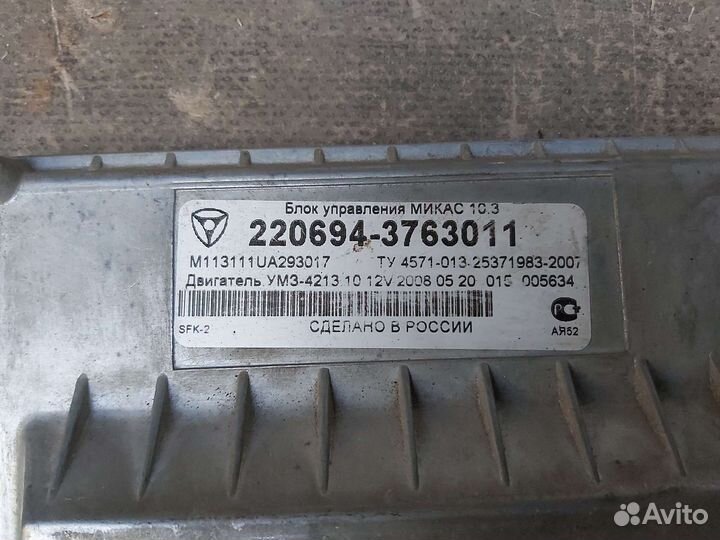 Блок управления МИКАС 10.3
220694-3763011
М113111UA293017 ТУ 4571-013-25371983-2007
Двигатель УМЗ-4213 10 12V 2008 05 20 015 005634
SFK-2 СДЕЛАНО В РОССИИ АЯ52
Avito